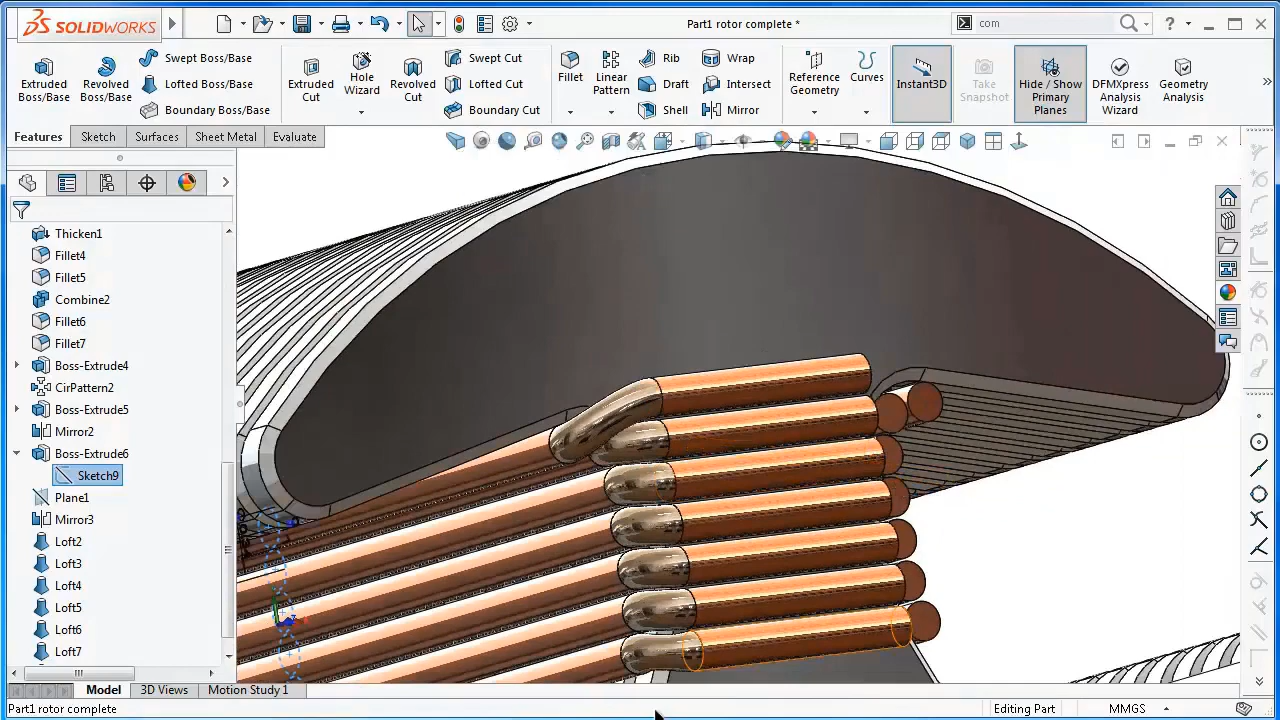 SOLIDWORKS
Part1 rotor complete *
com
Extruded Boss/Base
Revolved Boss/Base
Swept Boss/Base
Lofted Boss/Base
Boundary Boss/Base
Extruded Cut
Hole Wizard
Revolved Cut
Swept Cut
Lofted Cut
Boundary Cut
Fillet
Linear Pattern
Rib
Draft
Shell
Wrap
Intersect
Mirror
Reference Geometry
Curves
Instant3D
Take Snapshot
Hide / Show Primary Planes
DFMXpress Analysis Wizard
Geometry Analysis
Features
Sketch
Surfaces
Sheet Metal
Evaluate
Thicken1
Fillet4
Fillet5
Combine2
Fillet6
Fillet7
Boss-Extrude4
CirPattern2
Boss-Extrude5
Mirror2
Boss-Extrude6
Sketch9
Plane1
Mirror3
Loft2
Loft3
Loft4
Loft5
Loft6
Loft7
Model
3D Views
Motion Study 1
Part1 rotor complete
Editing Part
MMGS